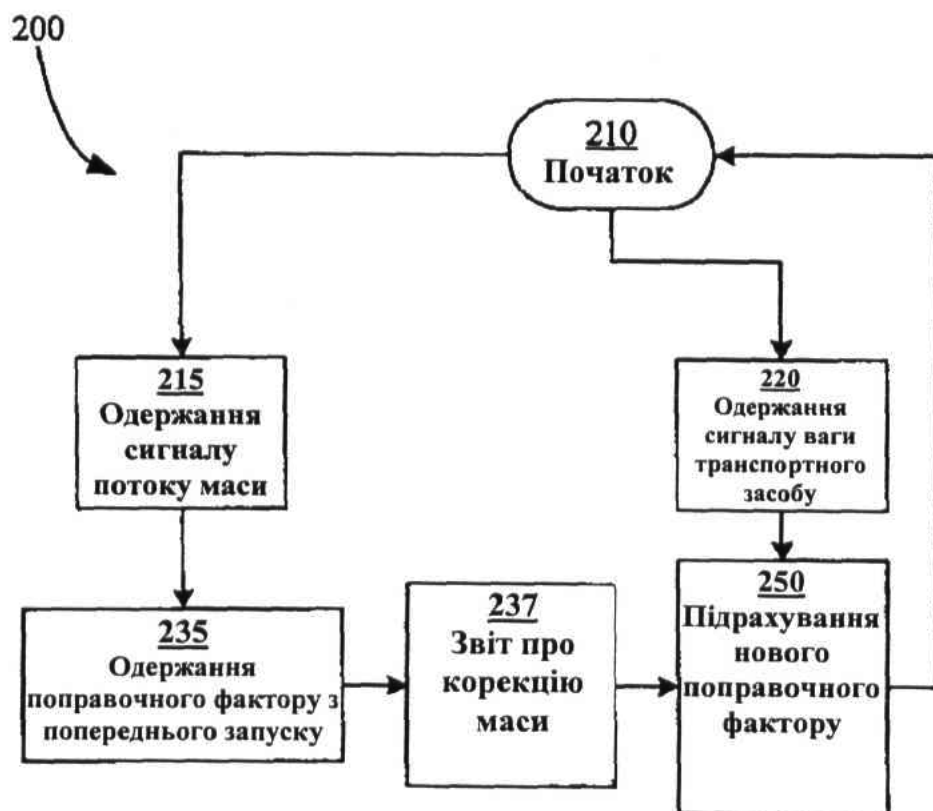 200
210
Початок
215
Одержання
сигналу
потоку маси
220
Одержання
сигналу ваги
транспортного
засобу
235
Одержання
поправочного фактору з
попереднього запуску
237
Звіт про
корекцію
маси
250
Підрахування
нового
поправочного
фактору